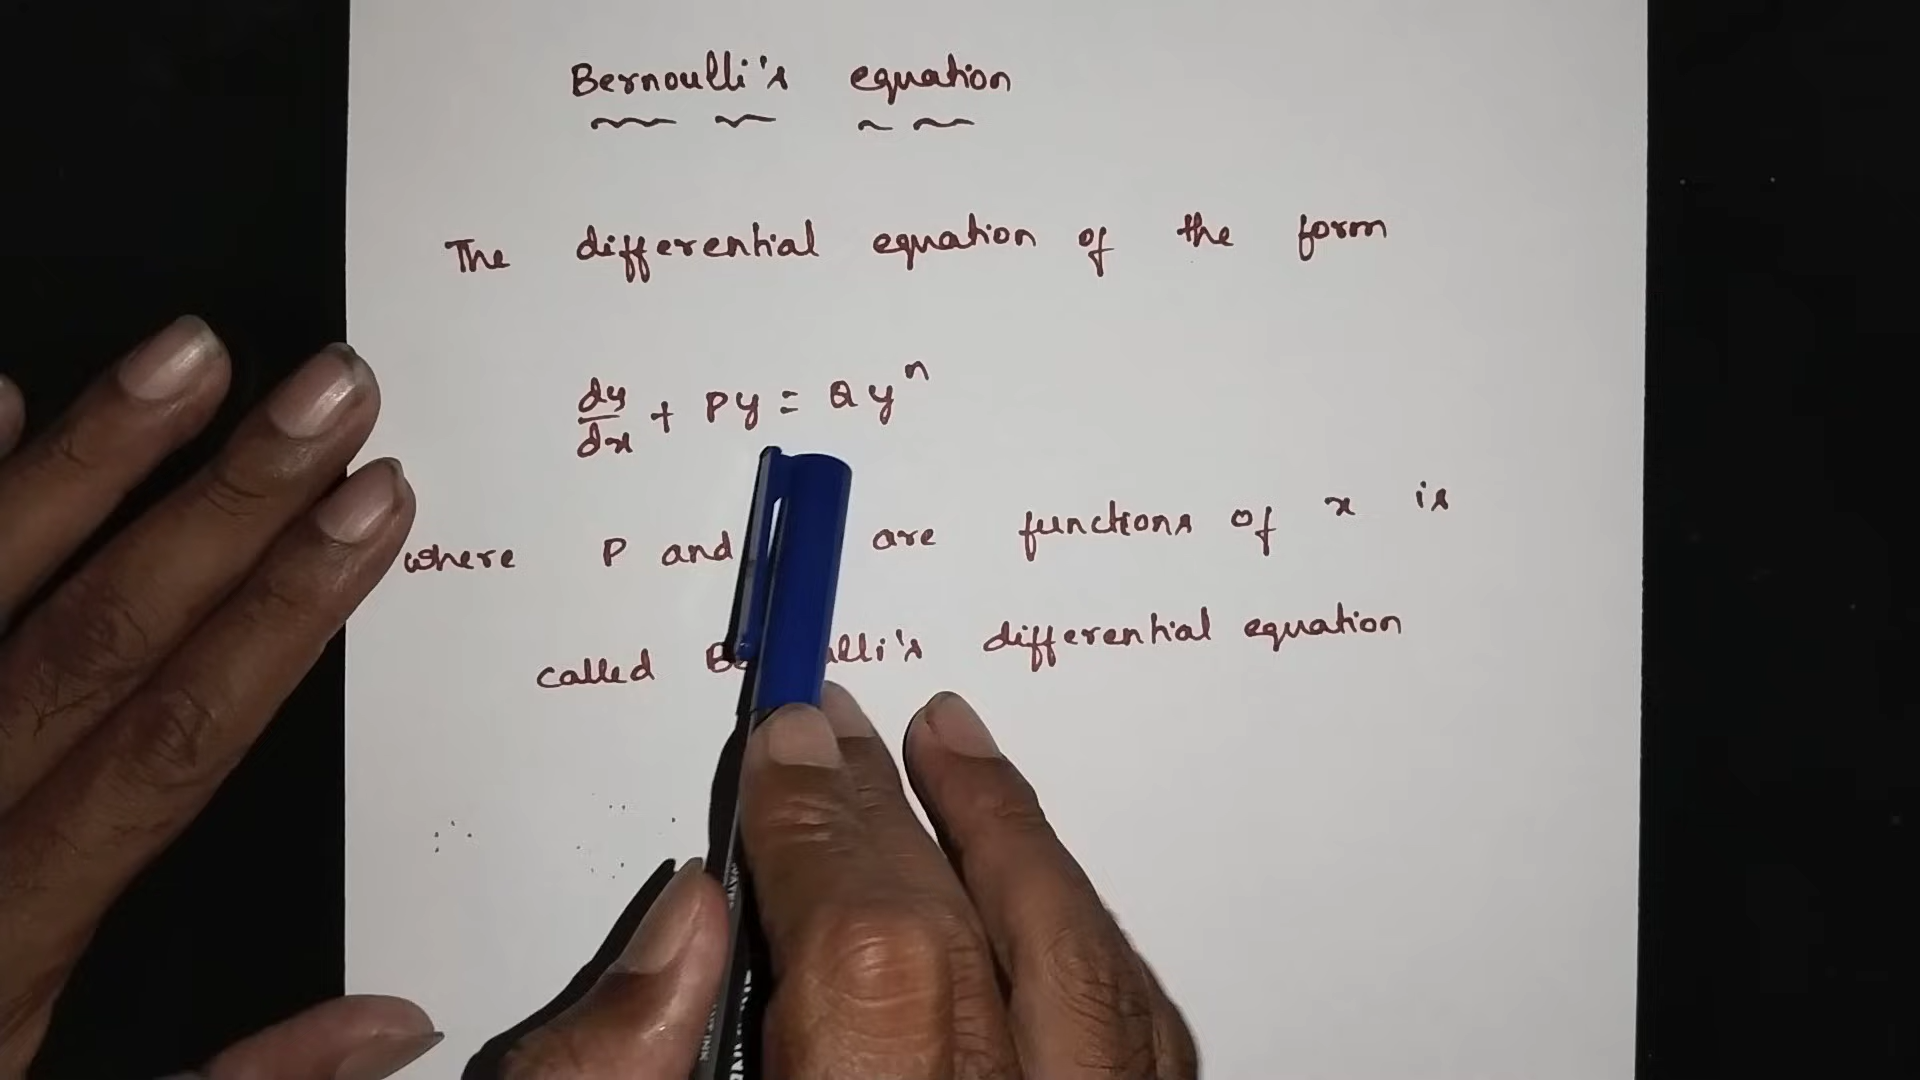 Bernoulli's equation
The differential equation of the form
dy/dx + Py = Qy^n
where P and are functions of x is
called differential equation